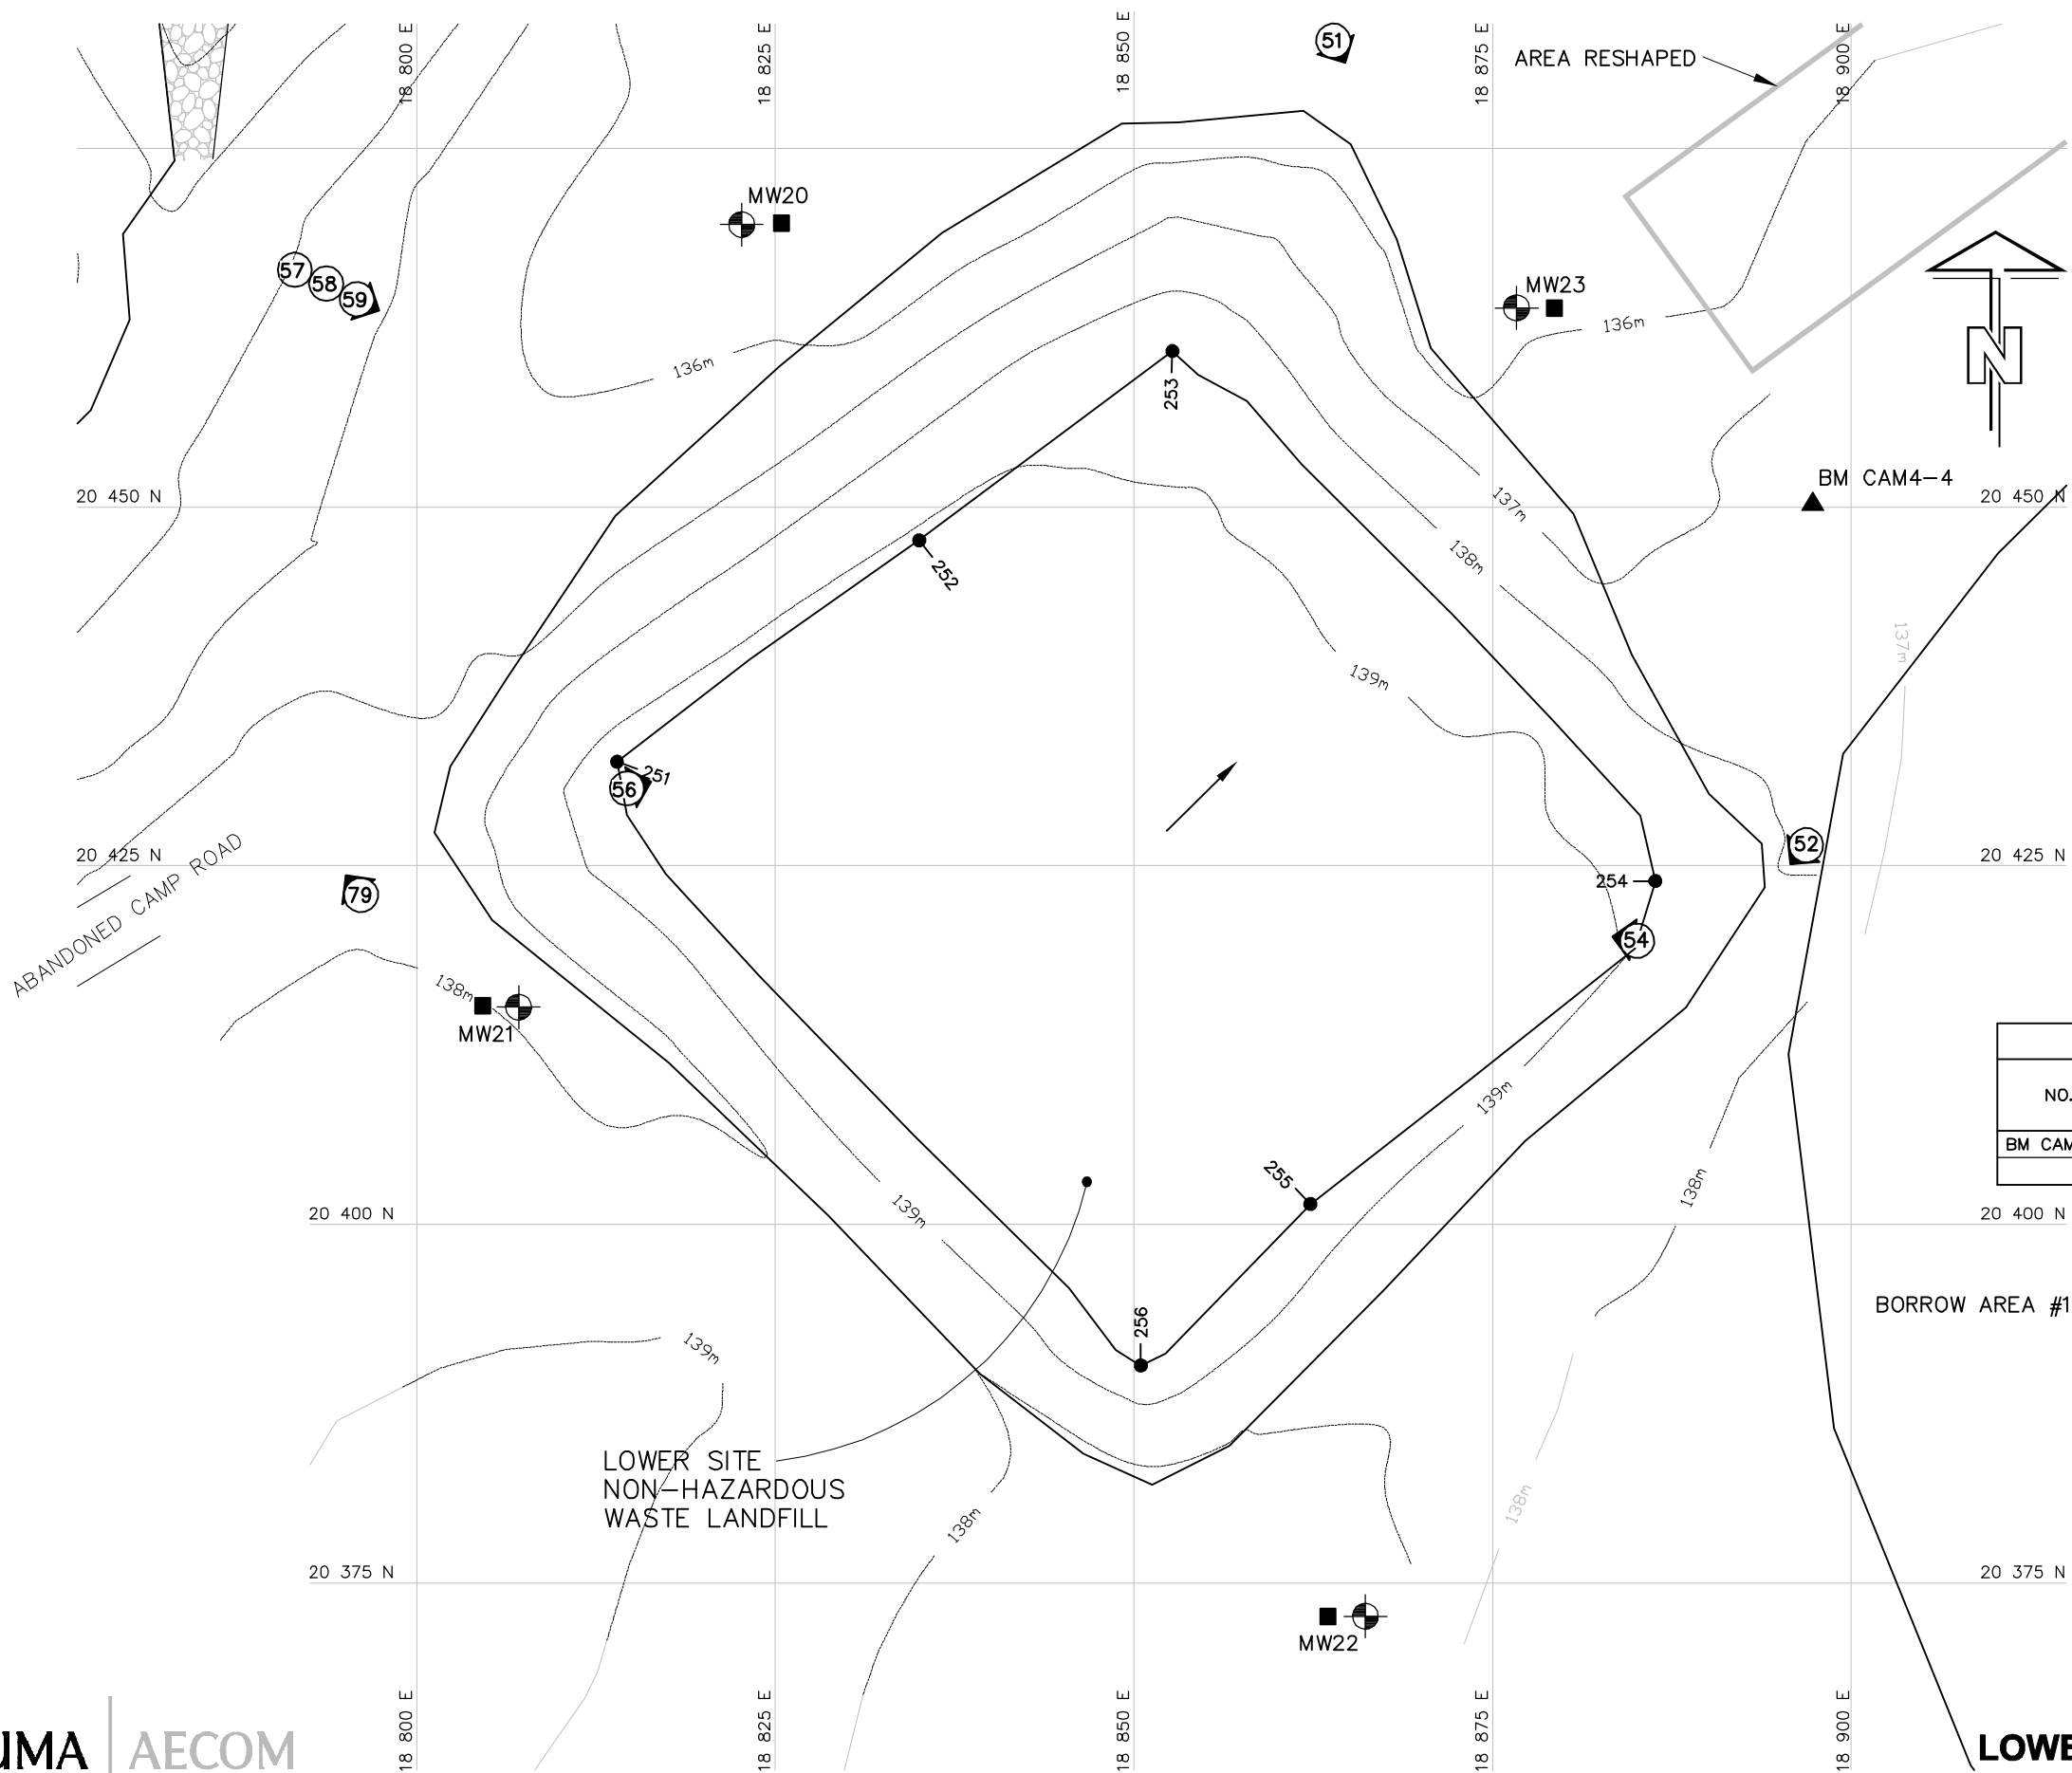 18 800 E
18 825 E
18 850 E
18 875 E
18 900 E
51
AREA RESHAPED
MW20
57
58
59
MW23
136m
136m
N
253
BM CAM4-4
20 450 N
20 450 N
137m
138m
252
137m
139m
251
56
52
20 425 N
20 425 N
ABANDONED CAMP ROAD
79
254
54
138m
MW21
139m
NO.
BM CAM
255
138m
139m
20 400 N
20 400 N
256
BORROW AREA #1
139m
LOWER SITE
NON-HAZARDOUS
WASTE LANDFILL
138m
138m
20 375 N
20 375 N
MW22
18 800 E
18 825 E
18 850 E
18 875 E
18 900 E
UMA AECOM
LOWE